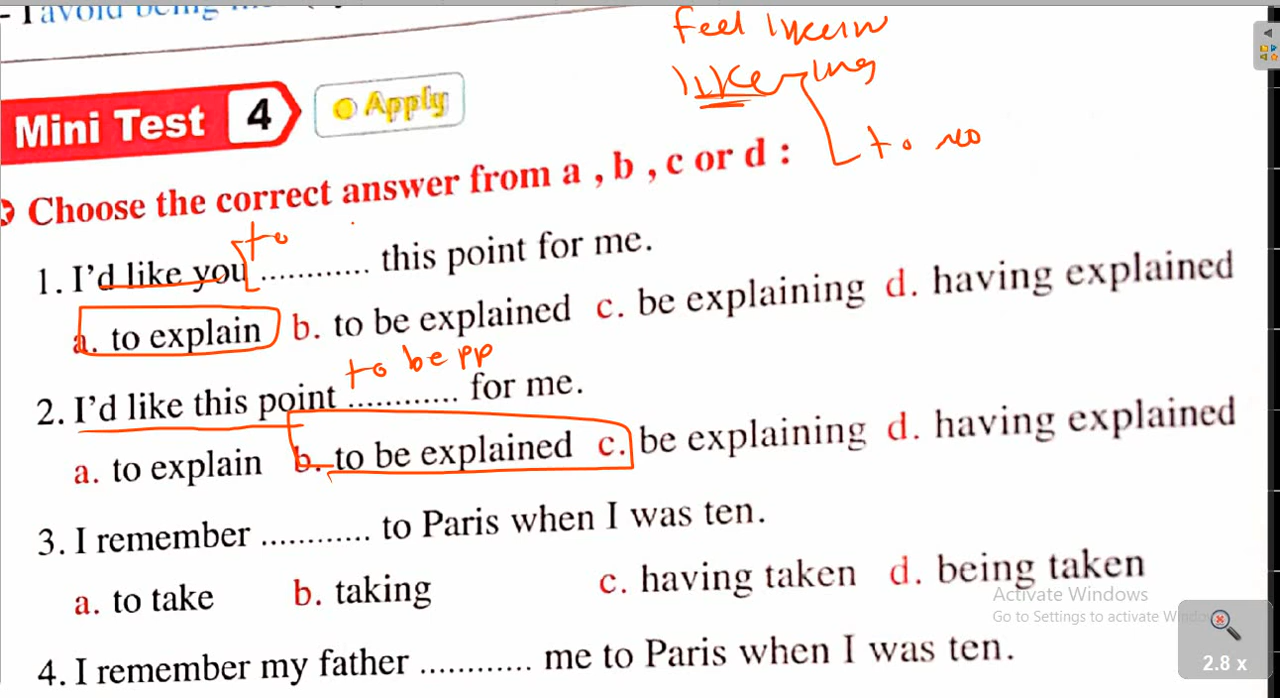 - I avoid being
feel
like ing
to
Mini Test 4 Apply
Choose the correct answer from a , b , c or d :
to
1. I'd like you ............ this point for me.
a. to explain b. to be explained c. be explaining d. having explained
to be PP
2. I'd like this point ............ for me.
a. to explain b. to be explained c. be explaining d. having explained
3. I remember ............ to Paris when I was ten.
a. to take b. taking c. having taken d. being taken
Activate Windows
Go to Settings to activate Windows
4. I remember my father ............ me to Paris when I was ten.
2.8 x